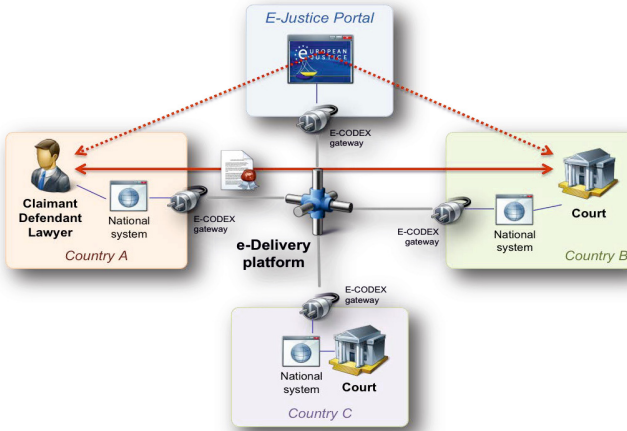 E-Justice Portal
e
EUROPEAN
JUSTICE
E-CODEX
gateway
Claimant
Defendant
Lawyer
National
system
E-CODEX
gateway
Country A
e-Delivery
platform
E-CODEX
gateway
National
system
Court
Country B
E-CODEX
gateway
National
system
Court
Country C